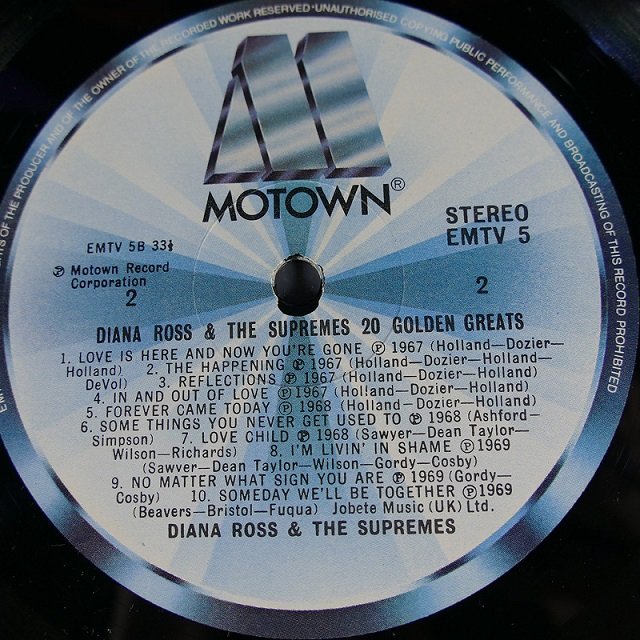 OF THE PRODUCER AND OF THE OWNER OF THE RECORDED WORK RESERVED · UNAUTHORISED COPYING PUBLIC PERFORMANCE AND BROADCASTING OF THIS RECORD PROHIBITED
MOTOWN®
STEREO
EMTV 5
EMTV 5B 33⅓
℗ Motown Record
Corporation
2
2
DIANA ROSS & THE SUPREMES 20 GOLDEN GREATS
1. LOVE IS HERE AND NOW YOU'RE GONE ℗ 1967 (Holland—Dozier—
Holland) 2. THE HAPPENING ℗ 1967 (Holland—Dozier—Holland—
DeVol) 3. REFLECTIONS ℗ 1967 (Holland—Dozier—Holland)
4. IN AND OUT OF LOVE ℗ 1967 (Holland—Dozier—Holland)
5. FOREVER CAME TODAY ℗ 1968 (Holland—Dozier—Holland)
6. SOME THINGS YOU NEVER GET USED TO ℗ 1968 (Ashford—
Simpson) 7. LOVE CHILD ℗ 1968 (Sawyer—Dean Taylor—
Wilson—Richards) 8. I'M LIVIN' IN SHAME ℗ 1969
(Sawver—Dean Taylor—Wilson—Gordy—Cosby)
9. NO MATTER WHAT SIGN YOU ARE ℗ 1969 (Gordy—
Cosby) 10. SOMEDAY WE'LL BE TOGETHER ℗ 1969
(Beavers—Bristol—Fuqua) Jobete Music (UK) Ltd.
DIANA ROSS & THE SUPREMES